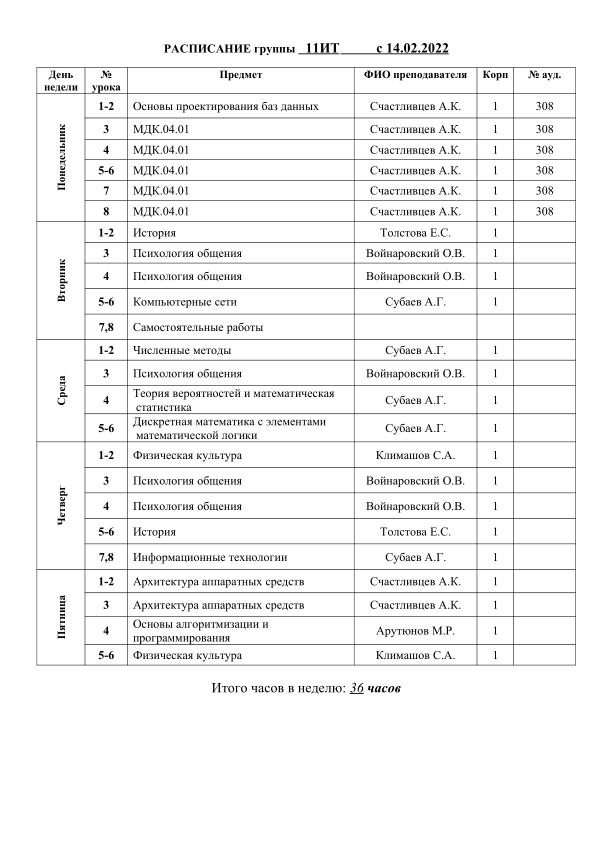 РАСПИСАНИЕ группы 11ИТ с 14.02.2022
День недели № урока Предмет ФИО преподавателя Корп № ауд.
Понедельник
1-2 Основы проектирования баз данных Счастливцев А.К. 1 308
3 МДК.04.01 Счастливцев А.К. 1 308
4 МДК.04.01 Счастливцев А.К. 1 308
5-6 МДК.04.01 Счастливцев А.К. 1 308
7 МДК.04.01 Счастливцев А.К. 1 308
8 МДК.04.01 Счастливцев А.К. 1 308
Вторник
1-2 История Толстова Е.С. 1
3 Психология общения Войнаровский О.В. 1
4 Психология общения Войнаровский О.В. 1
5-6 Компьютерные сети Субаев А.Г. 1
7,8 Самостоятельные работы
Среда
1-2 Численные методы Субаев А.Г. 1
3 Психология общения Войнаровский О.В. 1
4 Теория вероятностей и математическая статистика Субаев А.Г. 1
5-6 Дискретная математика с элементами математической логики Субаев А.Г. 1
Четверг
1-2 Физическая культура Климашов С.А. 1
3 Психология общения Войнаровский О.В. 1
4 Психология общения Войнаровский О.В. 1
5-6 История Толстова Е.С. 1
7,8 Информационные технологии Субаев А.Г. 1
Пятница
1-2 Архитектура аппаратных средств Счастливцев А.К. 1
3 Архитектура аппаратных средств Счастливцев А.К. 1
4 Основы алгоритмизации и программирования Арутюнов М.Р. 1
5-6 Физическая культура Климашов С.А. 1
Итого часов в неделю: 36 часов